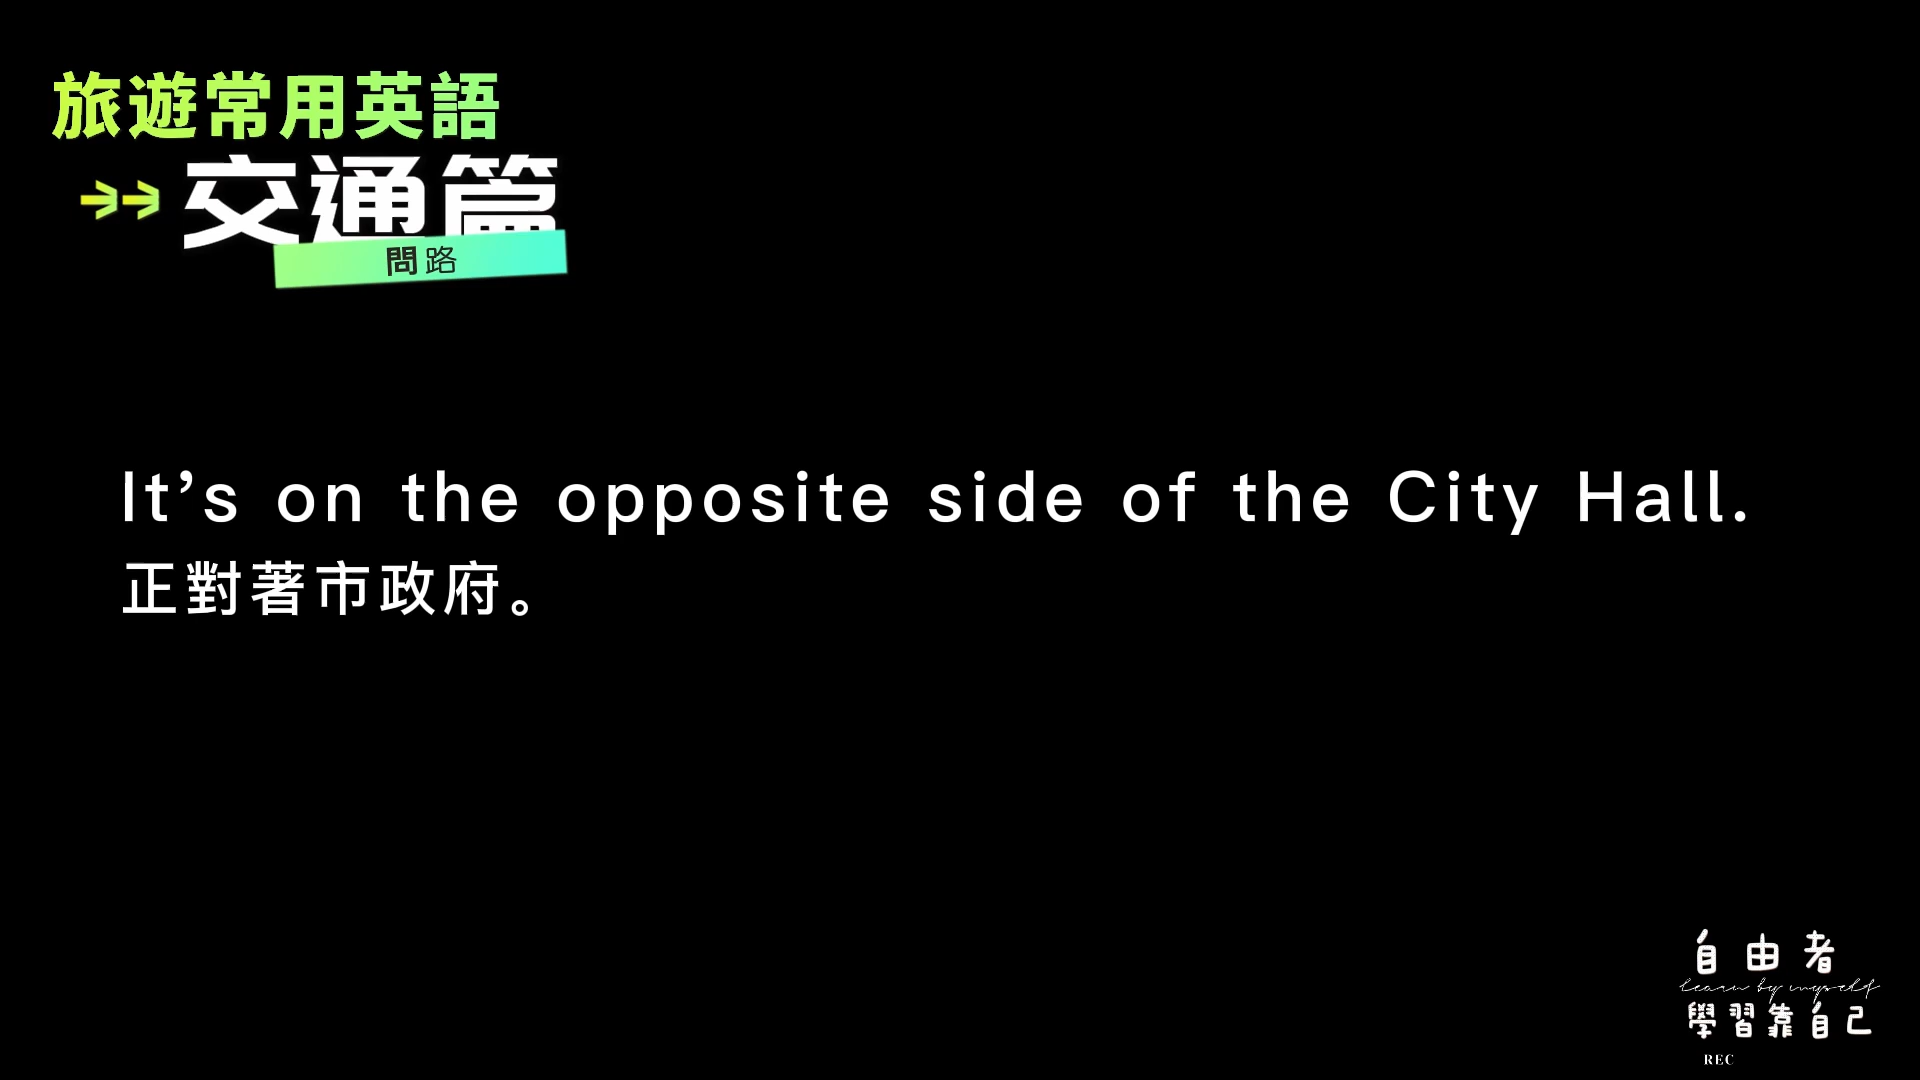 旅遊常用英語
交通篇
問路
It’s on the opposite side of the City Hall.
正對著市政府。
自由者
learn by myself
學習靠自己
REC